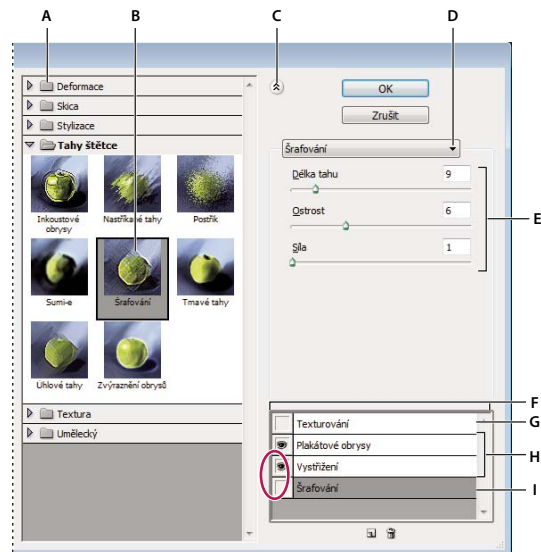 A
B
C
D
Deformace
Skica
Stylizace
Tahy štětce
Inkoustové
obrysy
Nastříkané tahy
Postřik
Sumi-e
Šrafování
Tmavé tahy
Úhlové tahy
Zvýraznění obrysů
Textura
Umělecký
OK
Zrušit
Šrafování
Délka tahu
9
Ostrost
6
Síla
1
E
F
Texturování
G
Plakátové obrysy
H
Vystřižení
Šrafování
I